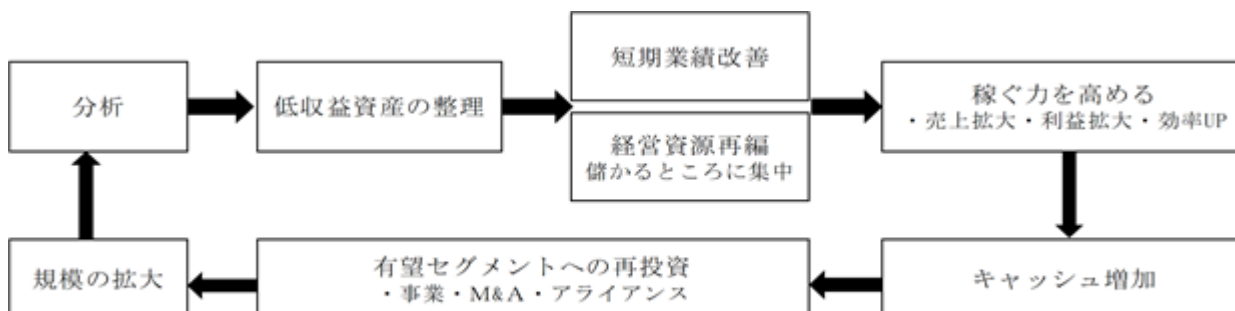 分析
低収益資産の整理
短期業績改善
経営資源再編
儲かるところに集中
稼ぐ力を高める
・売上拡大・利益拡大・効率UP
規模の拡大
有望セグメントへの再投資
・事業・M&A・アライアンス
キャッシュ増加